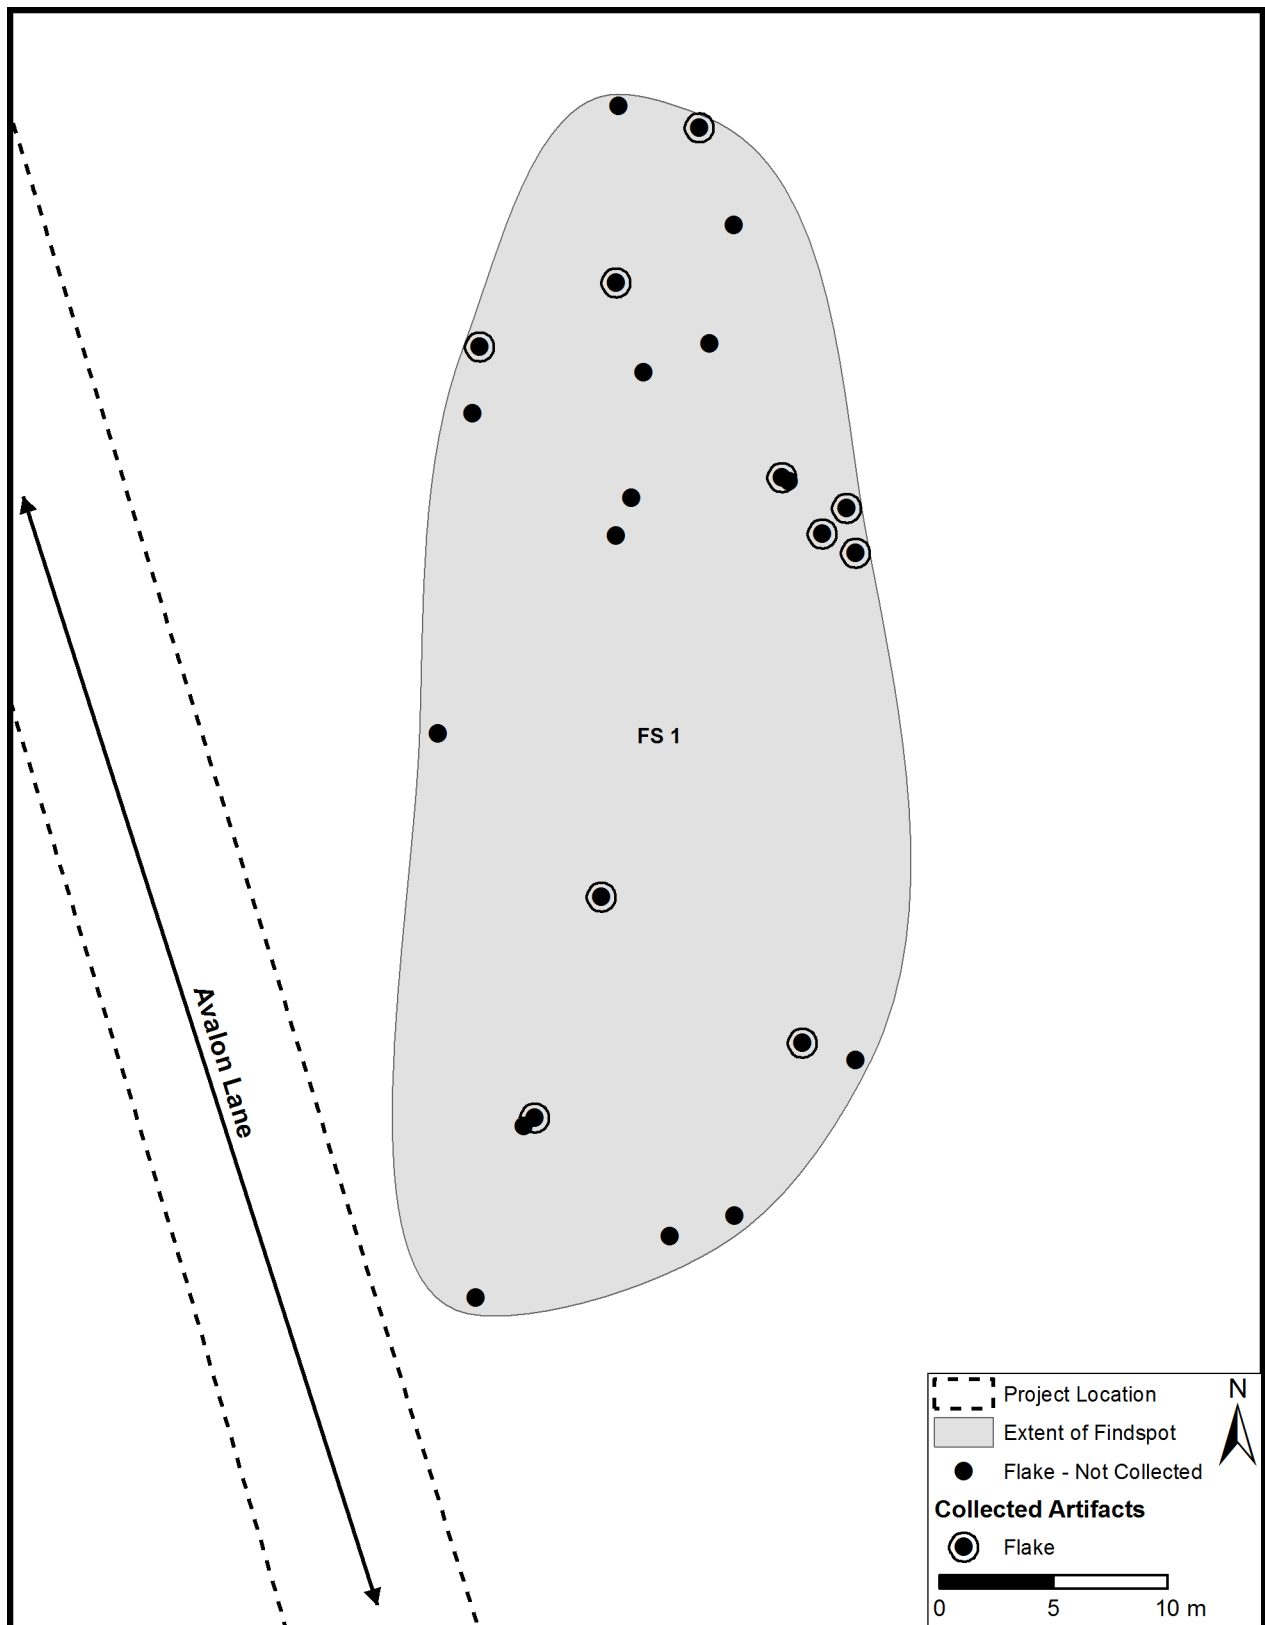 FS 1
Avalon Lane
Project Location
N
Extent of Findspot
Flake - Not Collected
Collected Artifacts
Flake
0 5 10 m